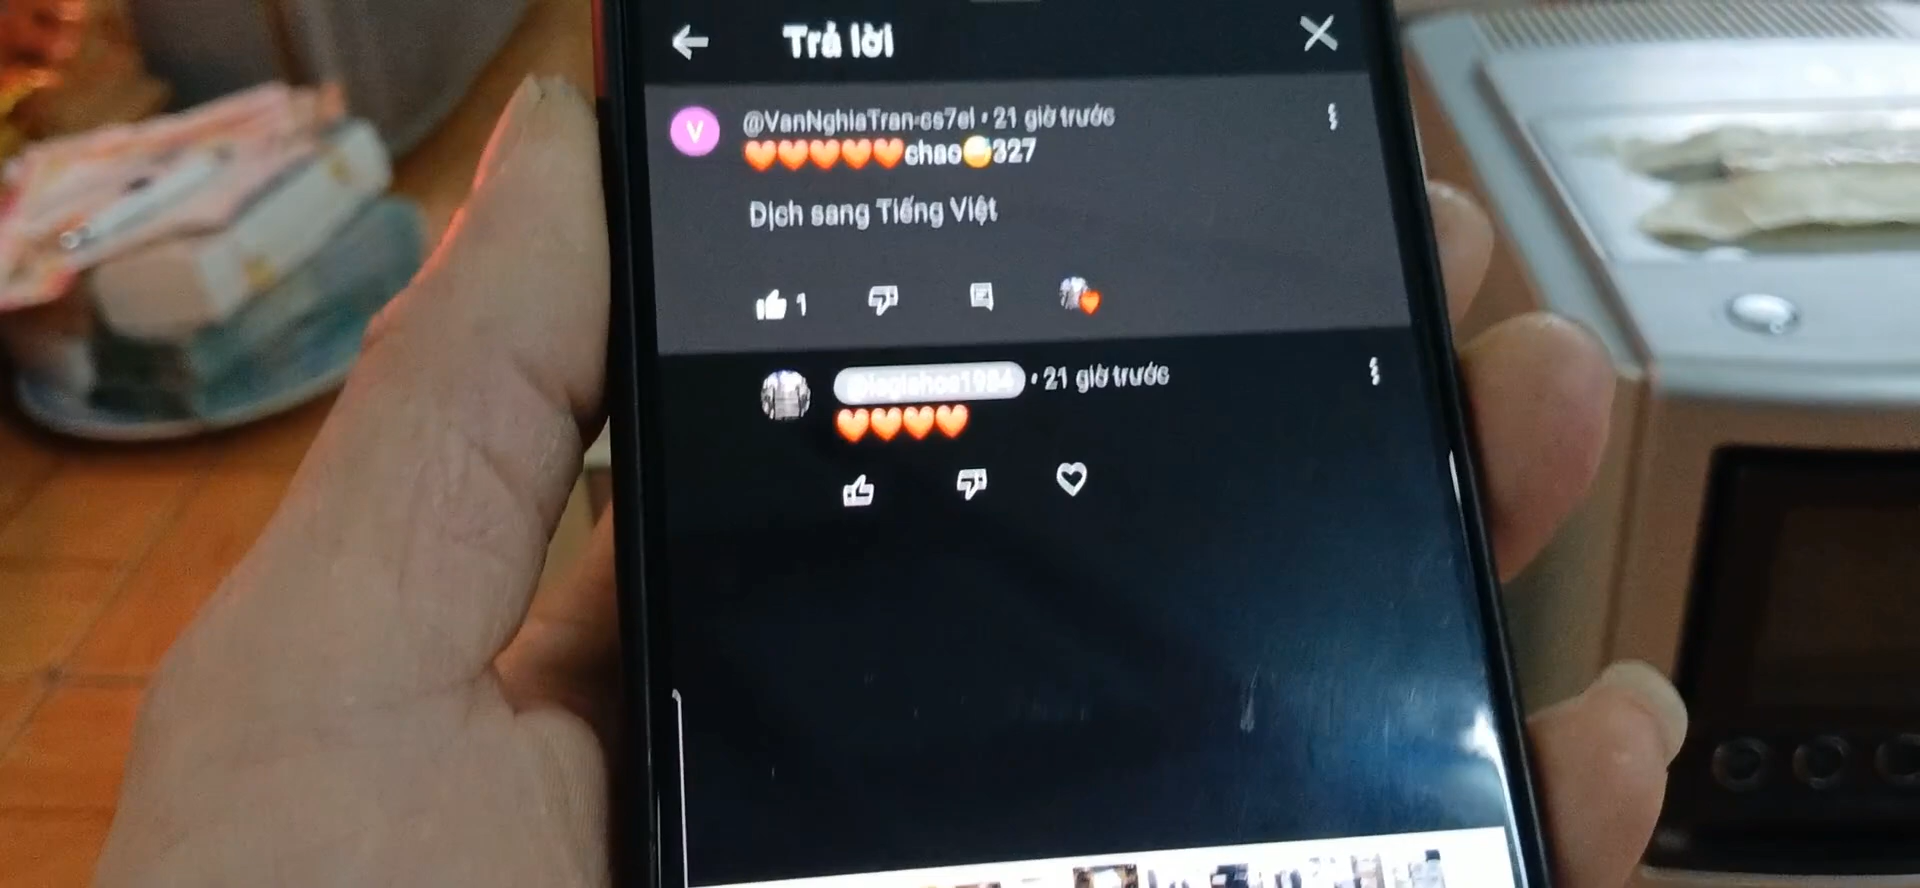 Trả lời
@VanNghiaTran-cs7el • 21 giờ trước
❤❤❤❤❤chao😊327
Dịch sang Tiếng Việt
1
• 21 giờ trước
❤❤❤❤